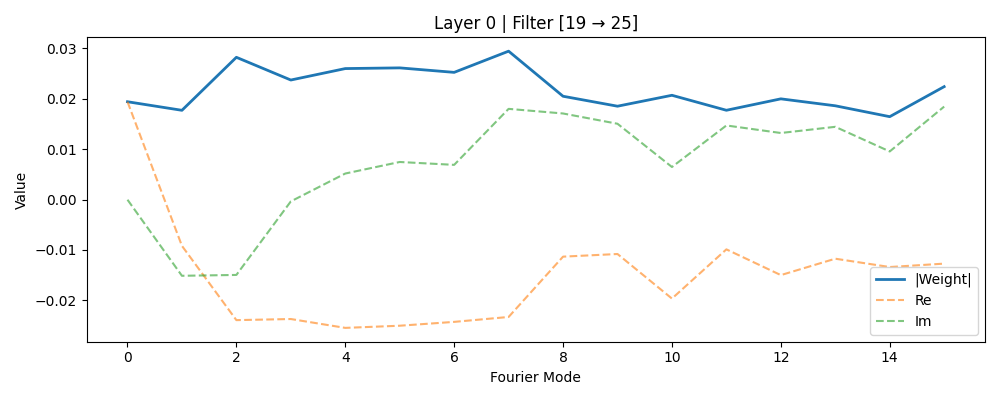 Layer 0 | Filter [19 → 25]
Value
0.03
0.02
0.01
0.00
−0.01
−0.02
|Weight|
Re
Im
0 2 4 6 8 10 12 14
Fourier Mode